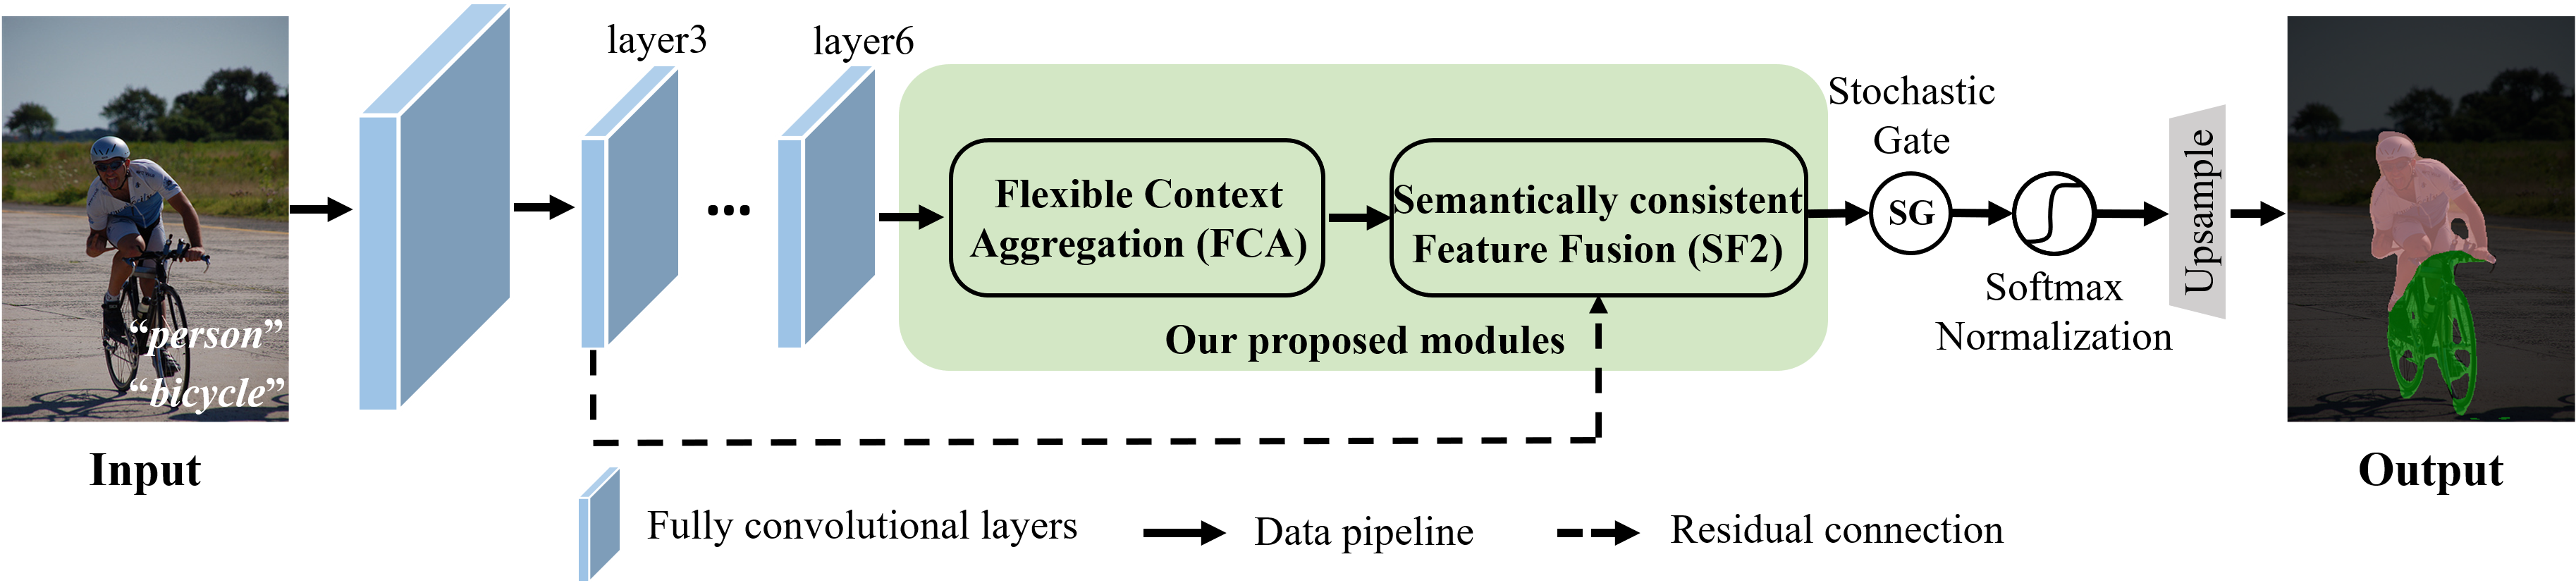 layer3
layer6
Stochastic
Gate
Flexible Context
Aggregation (FCA)
Semantically consistent
Feature Fusion (SF2)
SG
Upsample
Softmax
Normalization
“person”
“bicycle”
Our proposed modules
Input
Output
Fully convolutional layers
Data pipeline
Residual connection